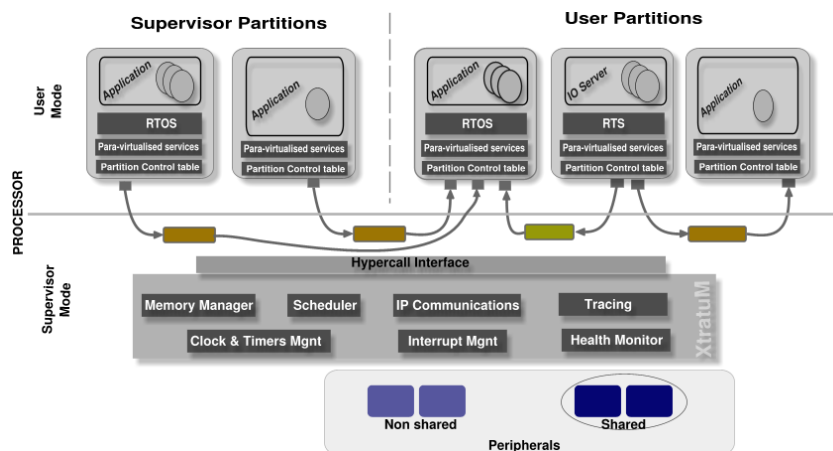 Supervisor Partitions
User Partitions
PROCESSOR
User
Mode
Application
RTOS
Para-virtualised services
Partition Control table
Application
Para-virtualised services
Partition Control table
Application
RTOS
Para-virtualised services
Partition Control table
IO Server
RTS
Para-virtualised services
Partition Control table
Application
Para-virtualised services
Partition Control table
Supervisor
Mode
Hypercall Interface
Memory Manager
Scheduler
IP Communications
Tracing
Clock & Timers Mgnt
Interrupt Mgnt
Health Monitor
XtratuM
Non shared
Shared
Peripherals